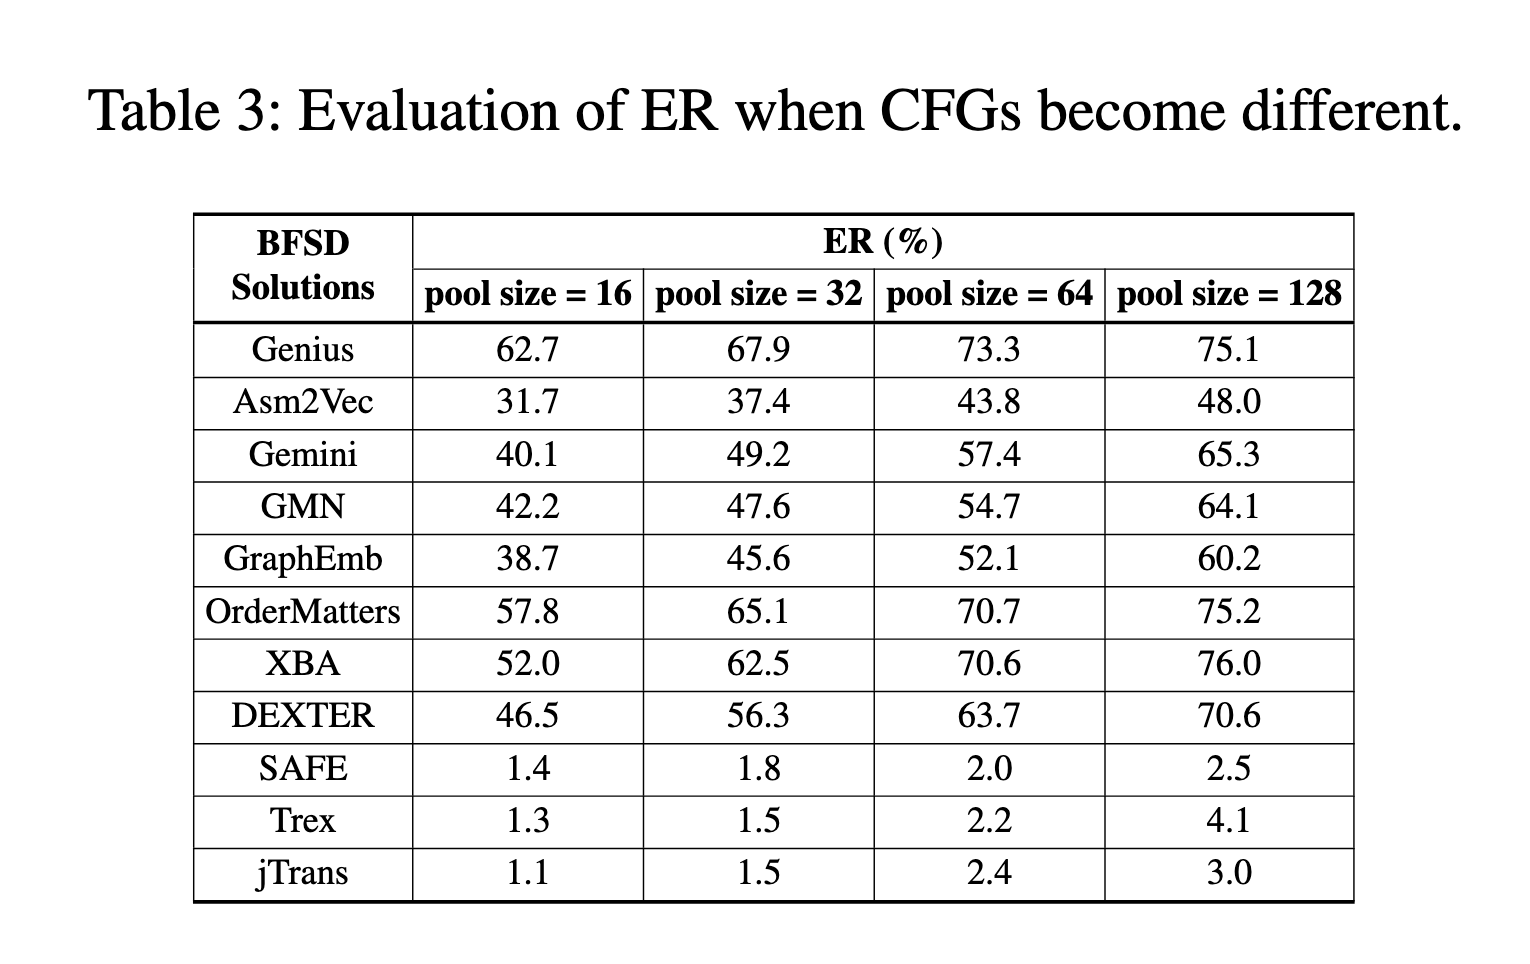 Table 3: Evaluation of ER when CFGs become different.
BFSD Solutions ER (%)
pool size = 16 pool size = 32 pool size = 64 pool size = 128
Genius 62.7 67.9 73.3 75.1
Asm2Vec 31.7 37.4 43.8 48.0
Gemini 40.1 49.2 57.4 65.3
GMN 42.2 47.6 54.7 64.1
GraphEmb 38.7 45.6 52.1 60.2
OrderMatters 57.8 65.1 70.7 75.2
XBA 52.0 62.5 70.6 76.0
DEXTER 46.5 56.3 63.7 70.6
SAFE 1.4 1.8 2.0 2.5
Trex 1.3 1.5 2.2 4.1
jTrans 1.1 1.5 2.4 3.0